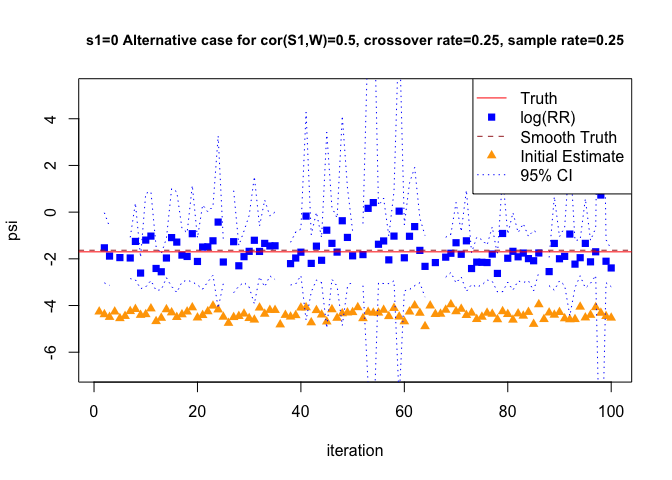 s1=0 Alternative case for cor(S1,W)=0.5, crossover rate=0.25, sample rate=0.25
Truth
log(RR)
Smooth Truth
Initial Estimate
95% CI
psi
4
2
0
-2
-4
-6
0 20 40 60 80 100
iteration